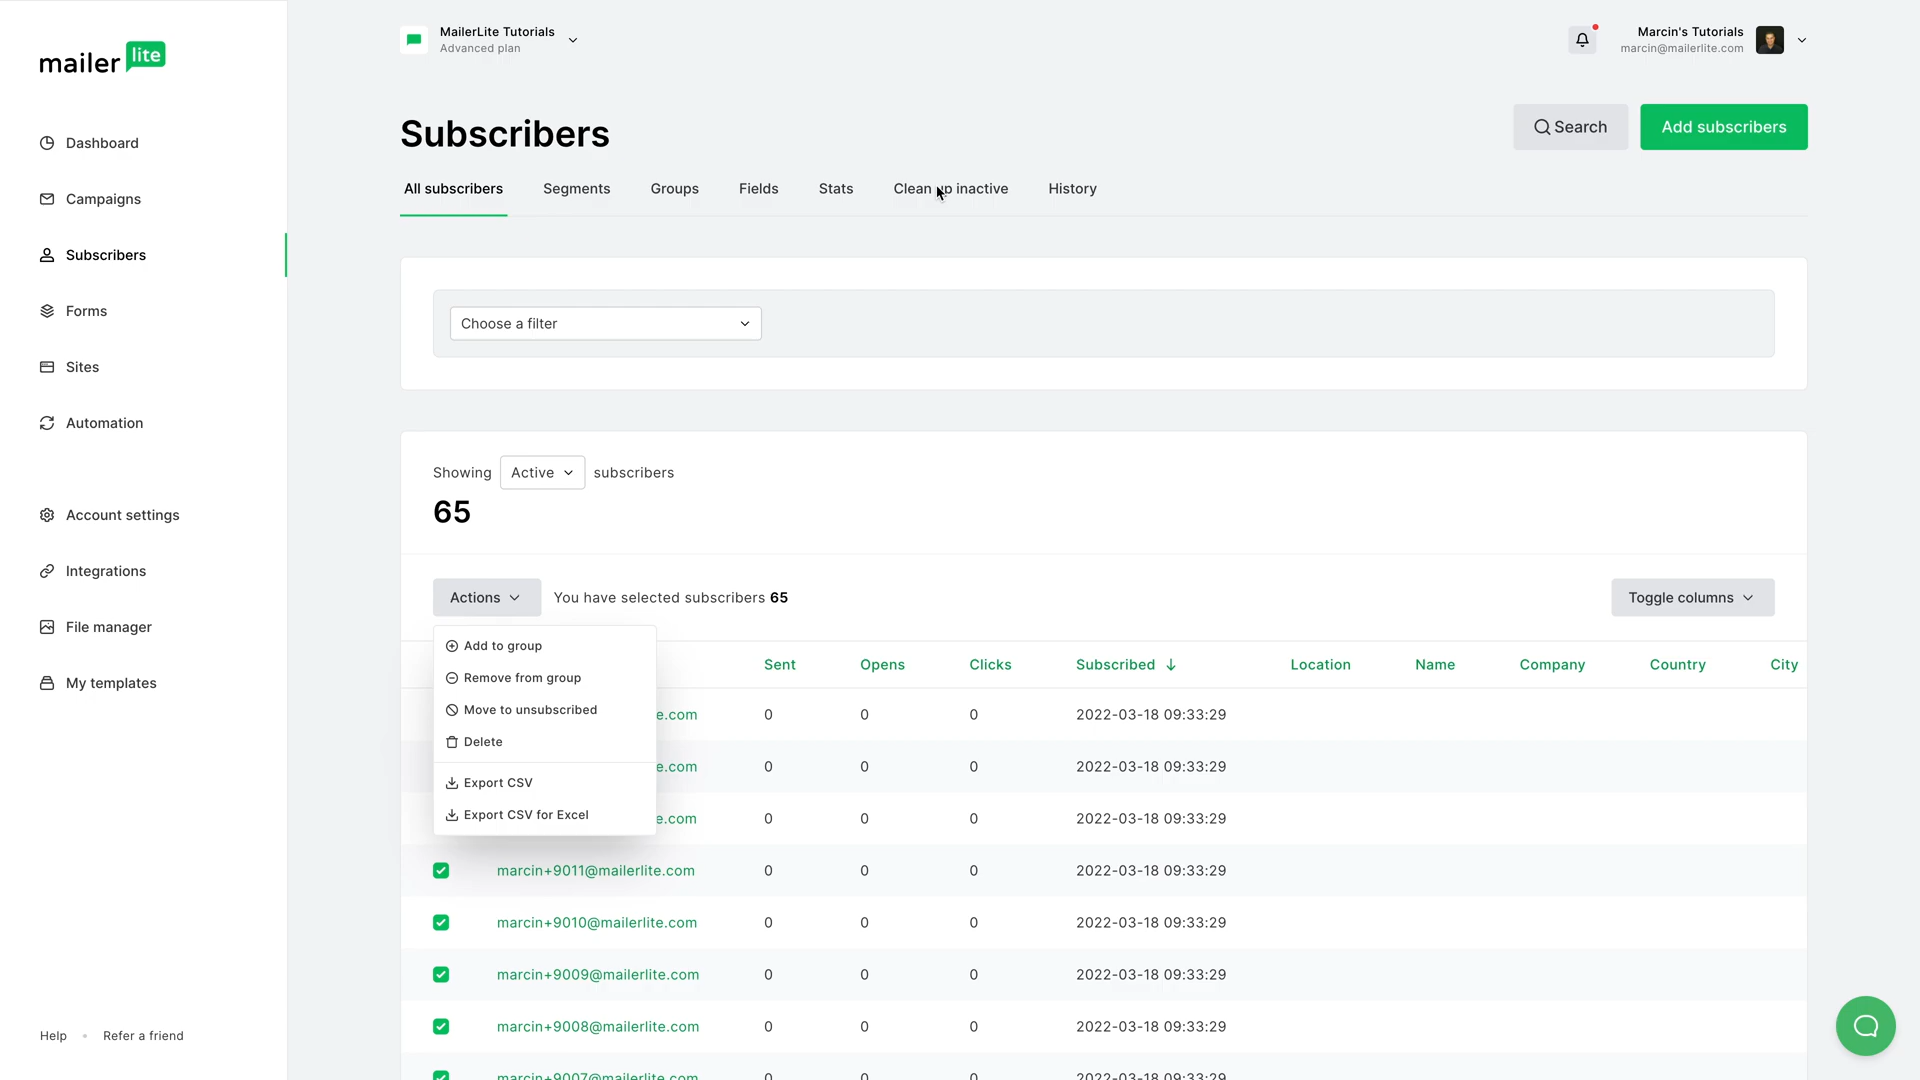 mailer lite
MailerLite Tutorials
Advanced plan
Marcin's Tutorials
marcin@mailerlite.com
Dashboard
Campaigns
Subscribers
Forms
Sites
Automation
Account settings
Integrations
File manager
My templates
Help • Refer a friend
Subscribers
Search
Add subscribers
All subscribers Segments Groups Fields Stats Clean up inactive History
Choose a filter
Showing Active subscribers
65
Actions You have selected subscribers 65 Toggle columns
Add to group
Remove from group
Move to unsubscribed
Delete
Export CSV
Export CSV for Excel
Sent Opens Clicks Subscribed ↓ Location Name Company Country City
e.com 0 0 0 2022-03-18 09:33:29
e.com 0 0 0 2022-03-18 09:33:29
e.com 0 0 0 2022-03-18 09:33:29
marcin+9011@mailerlite.com 0 0 0 2022-03-18 09:33:29
marcin+9010@mailerlite.com 0 0 0 2022-03-18 09:33:29
marcin+9009@mailerlite.com 0 0 0 2022-03-18 09:33:29
marcin+9008@mailerlite.com 0 0 0 2022-03-18 09:33:29
marcin+9007@mailerlite.com 0 0 0 2022-03-18 09:33:29